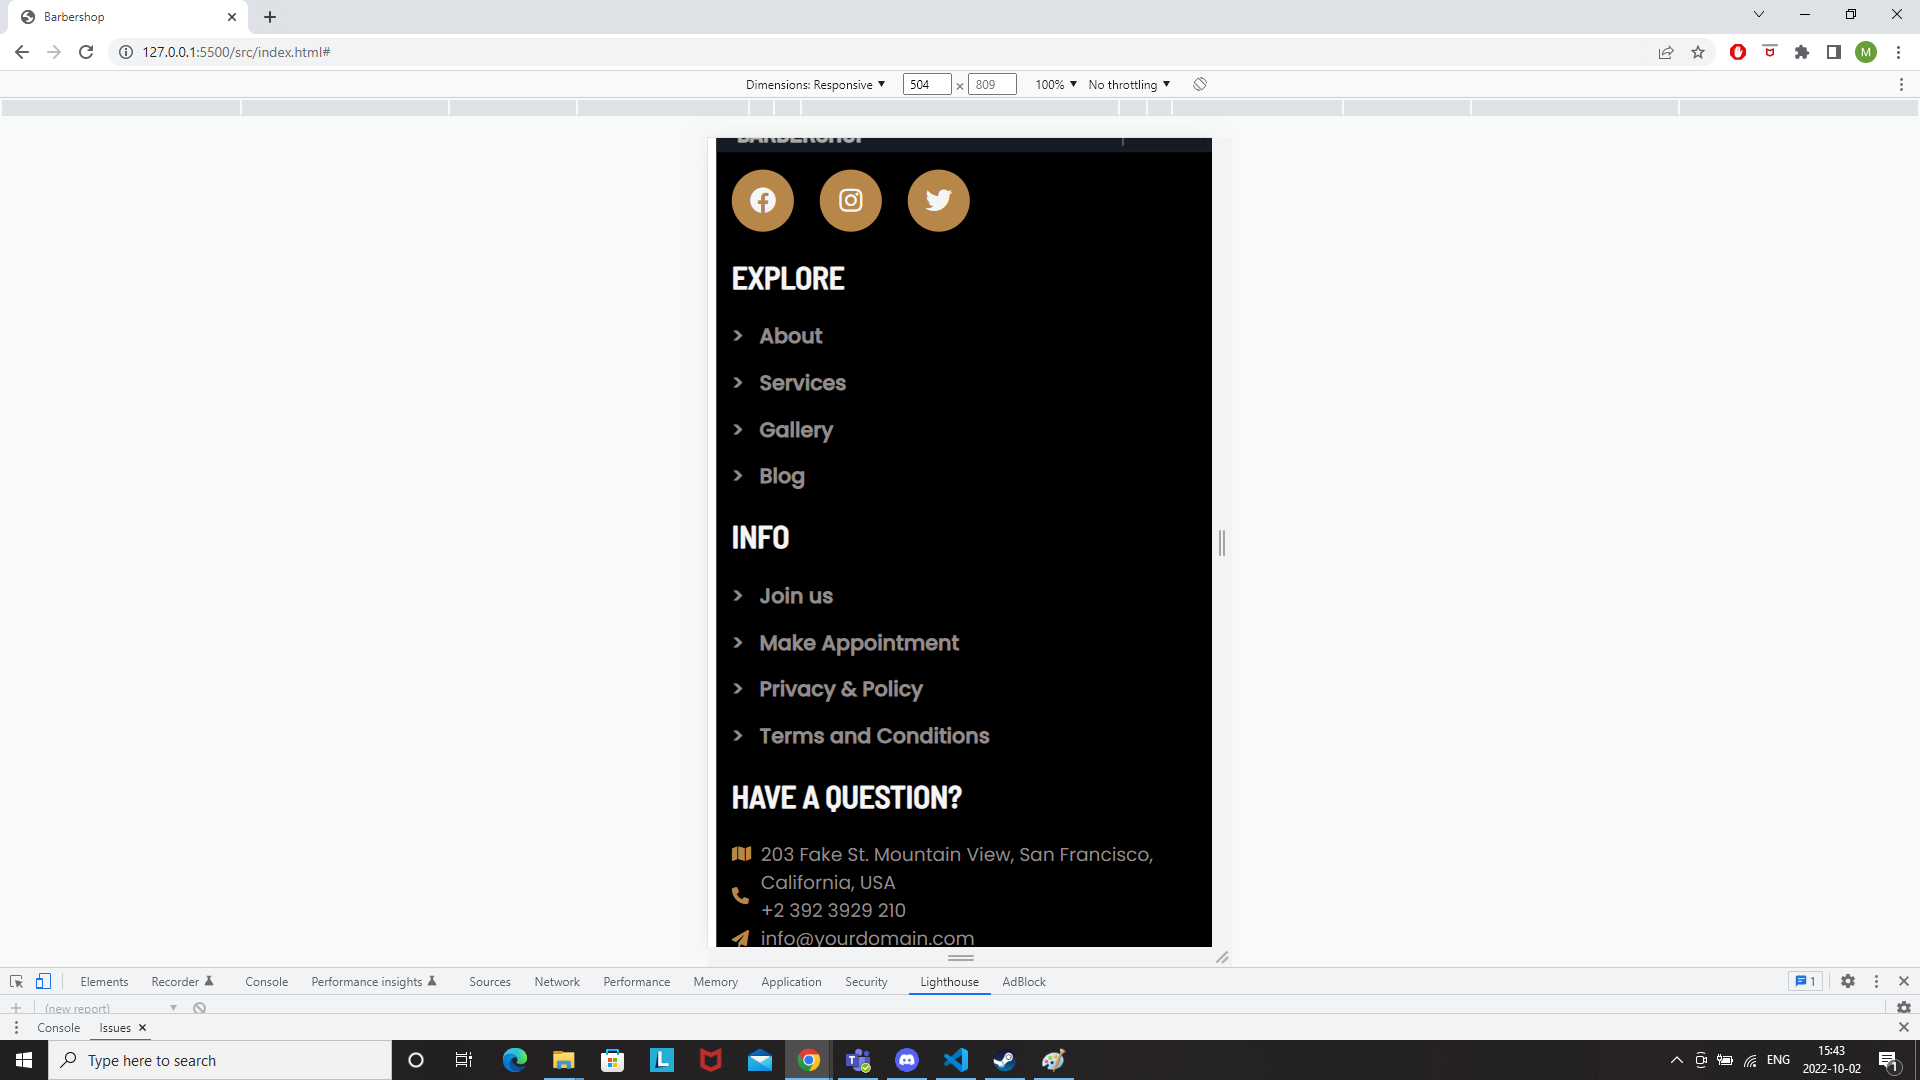 Barbershop
127.0.0.1:5500/src/index.html#
M
Dimensions: Responsive
504
×
809
100%
No throttling
BARBERSHOP
EXPLORE
> About
> Services
> Gallery
> Blog
INFO
> Join us
> Make Appointment
> Privacy & Policy
> Terms and Conditions
HAVE A QUESTION?
203 Fake St. Mountain View, San Francisco,
California, USA
+2 392 3929 210
info@yourdomain.com
Elements Recorder Console Performance insights Sources Network Performance Memory Application Security Lighthouse AdBlock 1
(new report)
Console Issues
Type here to search
L
ENG
15:43
2022-10-02
1